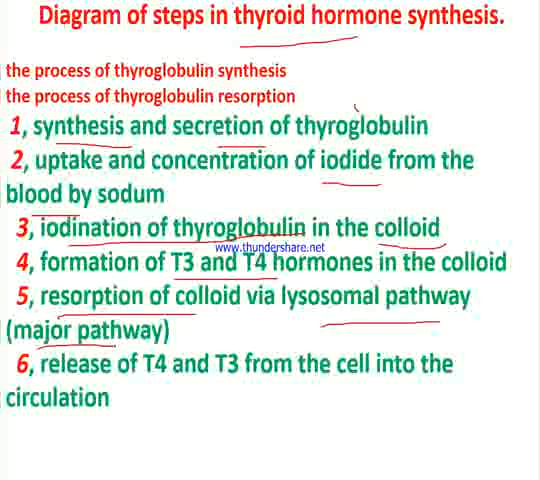 Diagram of steps in thyroid hormone synthesis.
the process of thyroglobulin synthesis
the process of thyroglobulin resorption
1, synthesis and secretion of thyroglobulin
2, uptake and concentration of iodide from the
blood by sodum
3, iodination of thyroglobulin in the colloid
www.thundershare.net
4, formation of T3 and T4 hormones in the colloid
5, resorption of colloid via lysosomal pathway
(major pathway)
6, release of T4 and T3 from the cell into the
circulation